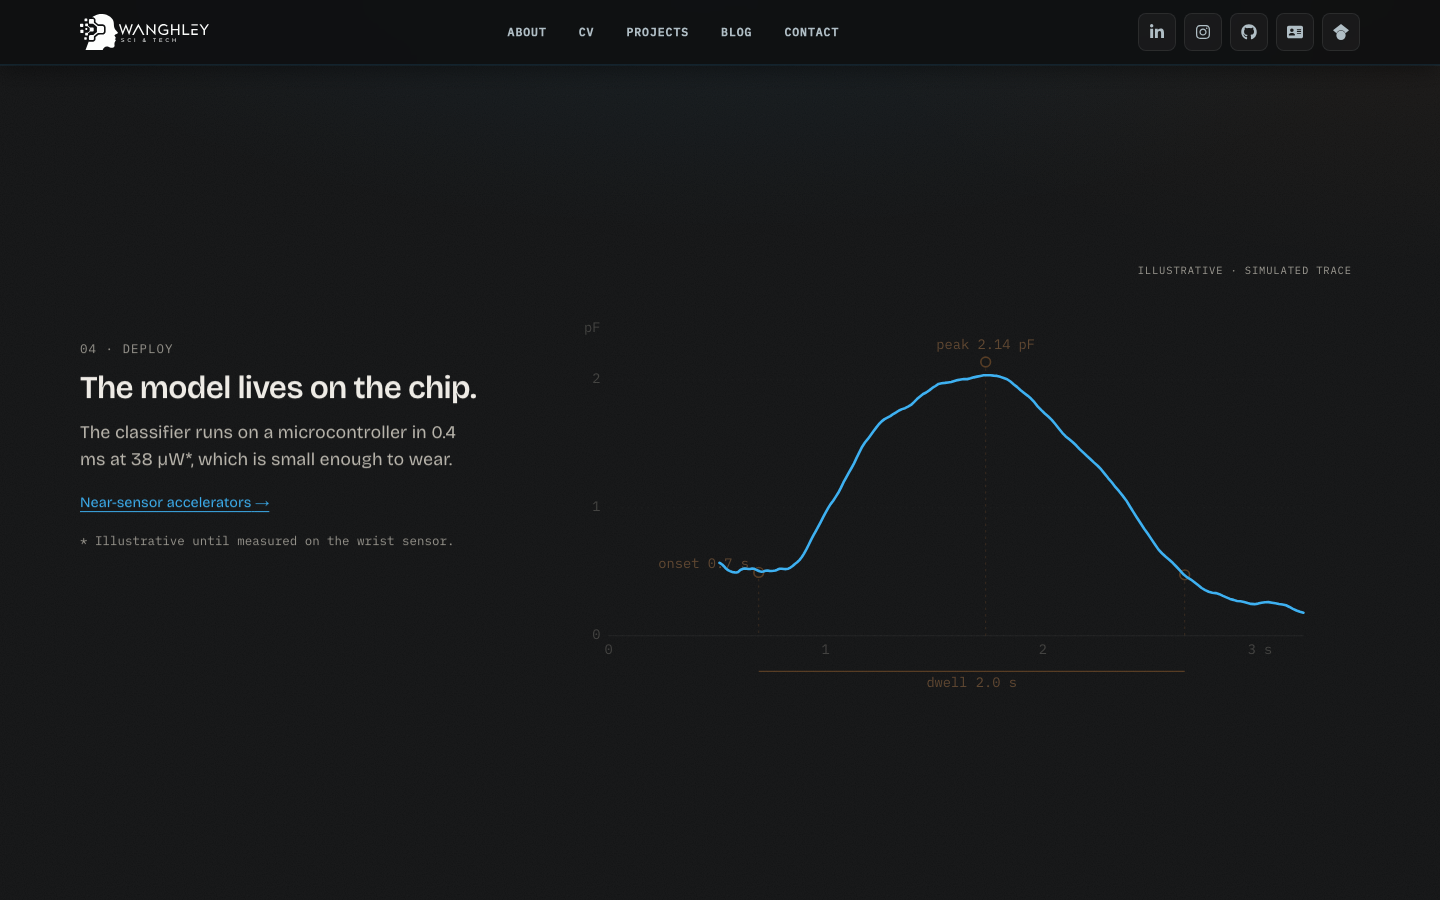 WANGHLEY
SCI & TECH
ABOUT
CV
PROJECTS
BLOG
CONTACT
ILLUSTRATIVE · SIMULATED TRACE
04 · DEPLOY
The model lives on the chip.
The classifier runs on a microcontroller in 0.4
ms at 38 µW*, which is small enough to wear.
Near-sensor accelerators →
* Illustrative until measured on the wrist sensor.
pF
peak 2.14 pF
2
1
onset 0.7 s
0
0
1
2
3 s
dwell 2.0 s